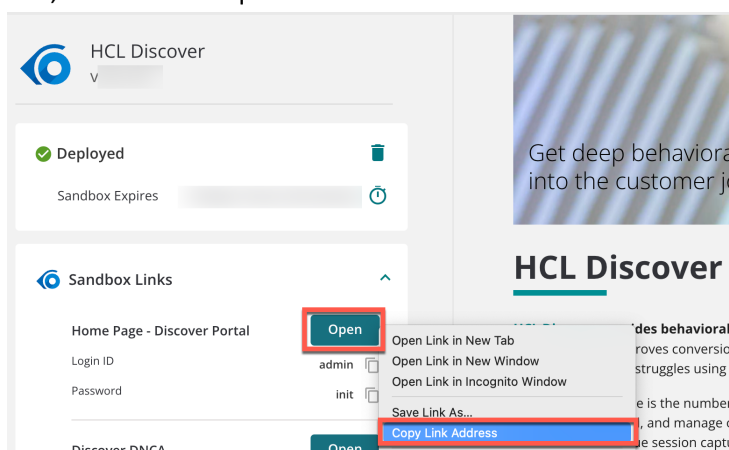 HCL Discover
V
Deployed
Sandbox Expires
Sandbox Links
Home Page - Discover Portal
Open
Login ID
admin
Password
init
Discover DNCA
Open
Open Link in New Tab
Open Link in New Window
Open Link in Incognito Window
Save Link As...
Copy Link Address
Get deep behaviora
into the customer jo
HCL Discover
ides behavioral
roves conversio
struggles using
e is the number
, and manage
e session captu